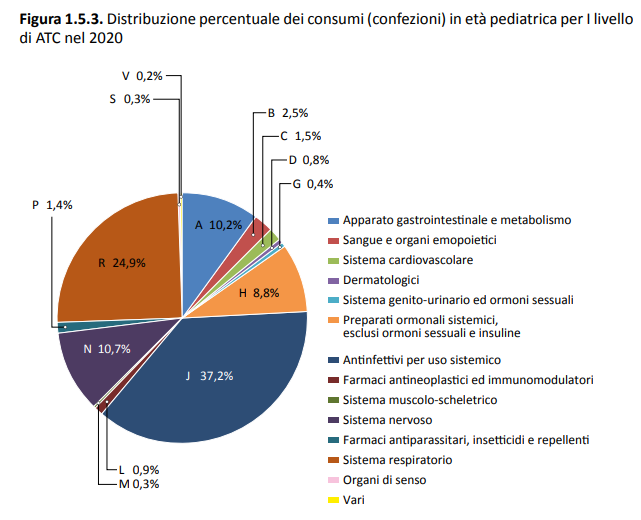 Figura 1.5.3. Distribuzione percentuale dei consumi (confezioni) in età pediatrica per I livello
di ATC nel 2020
V 0,2%
S 0,3%
B 2,5%
C 1,5%
D 0,8%
G 0,4%
P 1,4%
A 10,2%
R 24,9%
H 8,8%
N 10,7%
J 37,2%
L 0,9%
M 0,3%
Apparato gastrointestinale e metabolismo
Sangue e organi emopoietici
Sistema cardiovascolare
Dermatologici
Sistema genito-urinario ed ormoni sessuali
Preparati ormonali sistemici,
esclusi ormoni sessuali e insuline
Antinfettivi per uso sistemico
Farmaci antineoplastici ed immunomodulatori
Sistema muscolo-scheletrico
Sistema nervoso
Farmaci antiparassitari, insetticidi e repellenti
Sistema respiratorio
Organi di senso
Vari